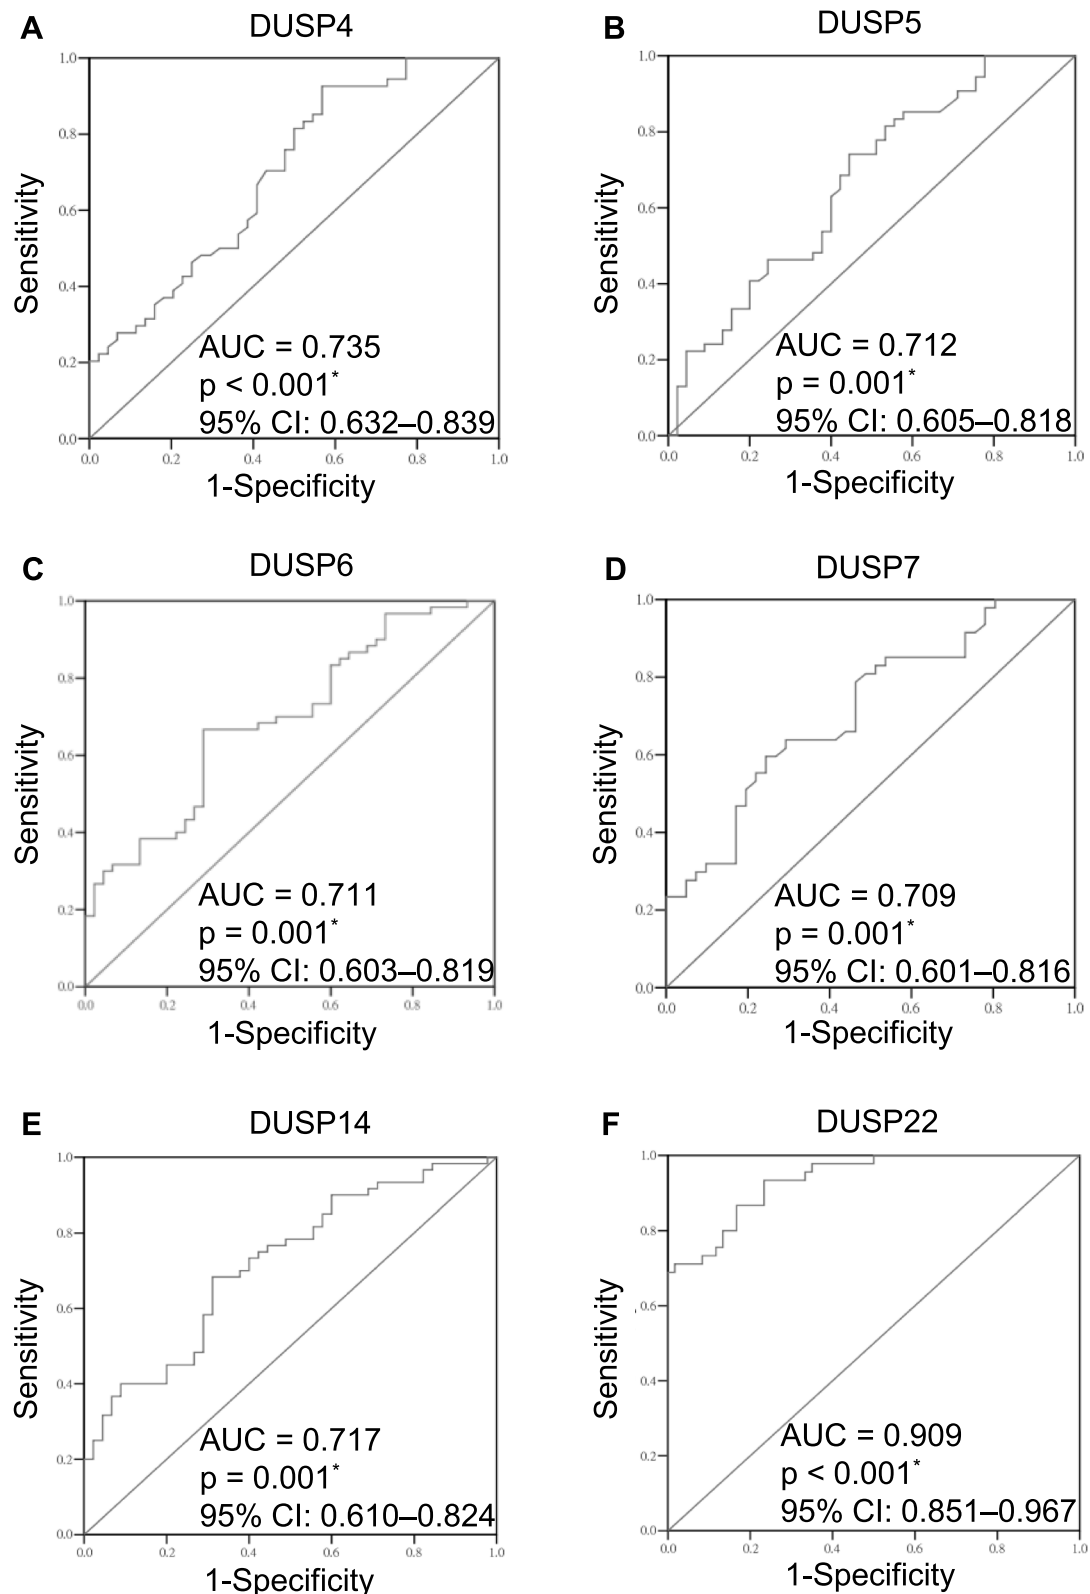 A
DUSP4
Sensitivity
1.0
0.8
0.6
0.4
0.2
0.0
AUC = 0.735
p < 0.001*
95% CI: 0.632–0.839
0.0 0.2 0.4 0.6 0.8 1.0
1-Specificity
B
DUSP5
Sensitivity
1.0
0.8
0.6
0.4
0.2
0.0
AUC = 0.712
p = 0.001*
95% CI: 0.605–0.818
0.0 0.2 0.4 0.6 0.8 1.0
1-Specificity
C
DUSP6
Sensitivity
1.0
0.8
0.6
0.4
0.2
0.0
AUC = 0.711
p = 0.001*
95% CI: 0.603–0.819
0.0 0.2 0.4 0.6 0.8 1.0
1-Specificity
D
DUSP7
Sensitivity
1.0
0.8
0.6
0.4
0.2
0.0
AUC = 0.709
p = 0.001*
95% CI: 0.601–0.816
0.0 0.2 0.4 0.6 0.8 1.0
1-Specificity
E
DUSP14
Sensitivity
1.0
0.8
0.6
0.4
0.2
0.0
AUC = 0.717
p = 0.001*
95% CI: 0.610–0.824
0.0 0.2 0.4 0.6 0.8 1.0
1-Specificity
F
DUSP22
Sensitivity
1.0
0.8
0.6
0.4
0.2
0.0
AUC = 0.909
p < 0.001*
95% CI: 0.851–0.967
0.0 0.2 0.4 0.6 0.8 1.0
1-Specificity